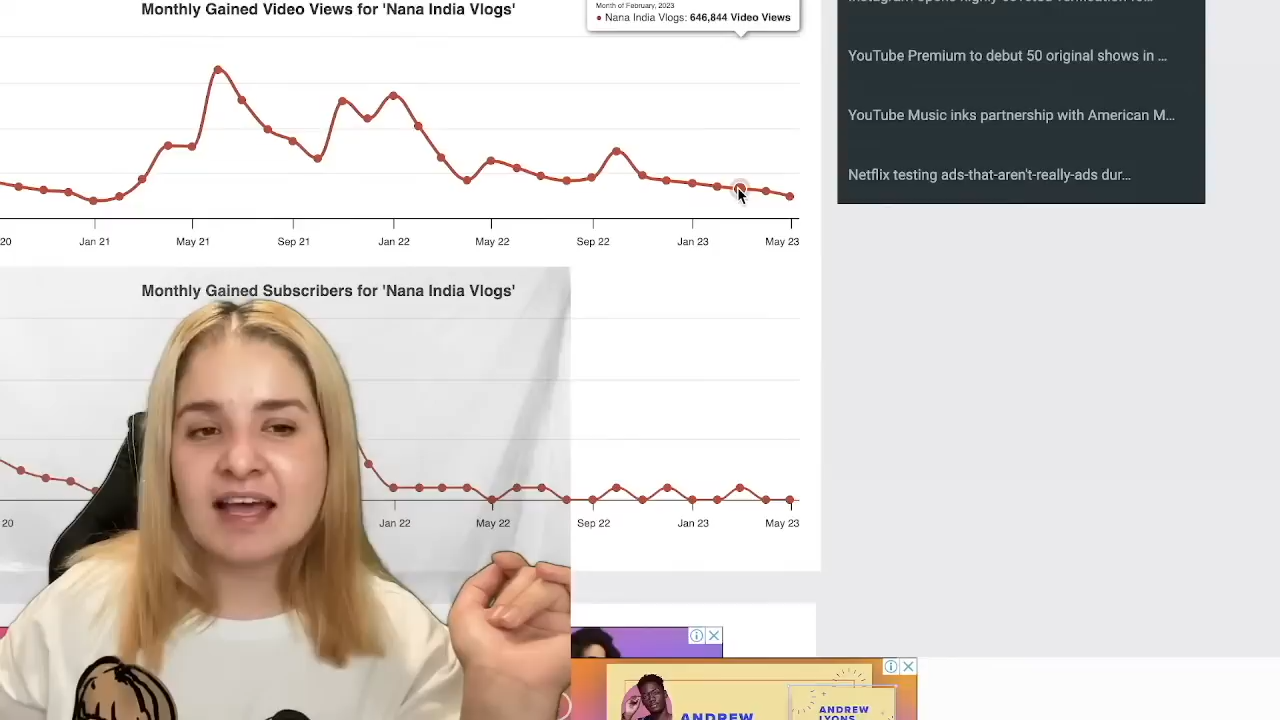 Monthly Gained Video Views for 'Nana India Vlogs'
Month of February, 2023
Nana India Vlogs: 646,844 Video Views
20
Jan 21
May 21
Sep 21
Jan 22
May 22
Sep 22
Jan 23
May 23
Monthly Gained Subscribers for 'Nana India Vlogs'
20
Jan 22
May 22
Sep 22
Jan 23
May 23
YouTube Premium to debut 50 original shows in ...
YouTube Music inks partnership with American M...
Netflix testing ads-that-aren't-really-ads dur...
ANDREW
ANDREW
LYONS